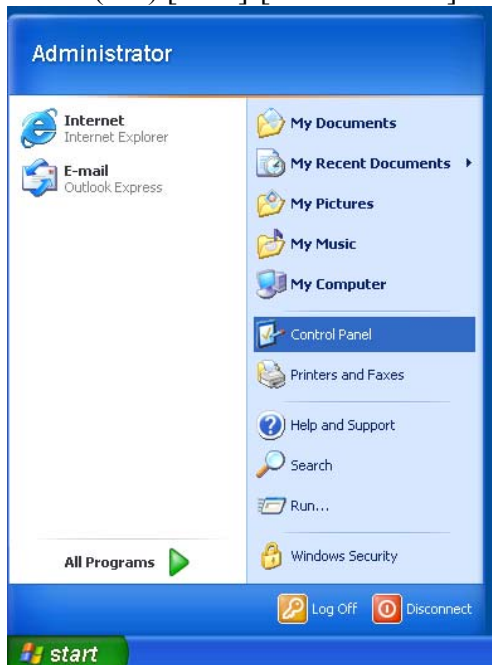 Administrator
Internet
Internet Explorer
E-mail
Outlook Express
All Programs
My Documents
My Recent Documents
My Pictures
My Music
My Computer
Control Panel
Printers and Faxes
Help and Support
Search
Run...
Windows Security
Log Off Disconnect
start